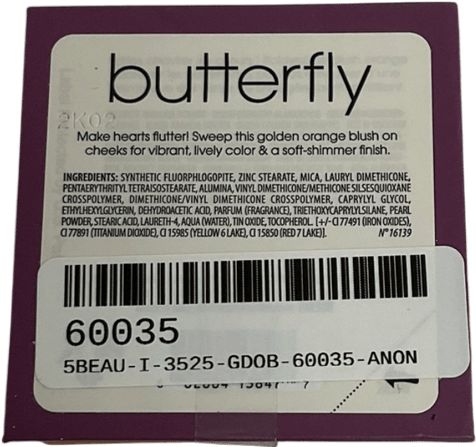 butterfly
2K02
Make hearts flutter! Sweep this golden orange blush on
cheeks for vibrant, lively color & a soft-shimmer finish.
INGREDIENTS: SYNTHETIC FLUORPHLOGOPITE, ZINC STEARATE, MICA, LAURYL DIMETHICONE,
PENTAERYTHRITYL TETRAISOSTEARATE, ALUMINA, VINYL DIMETHICONE/METHICONE SILSESQUIOXANE
CROSSPOLYMER, DIMETHICONE/VINYL DIMETHICONE CROSSPOLYMER, CAPRYLYL GLYCOL,
ETHYLHEXYLGLYCERIN, DEHYDROACETIC ACID, PARFUM (FRAGRANCE), TRIETHOXYCAPRYLYLSILANE, PEARL
POWDER, STEARIC ACID, LAURETH-4, AQUA (WATER), TIN OXIDE, TOCOPHEROL. [+/- CI 77491 (IRON OXIDES),
CI 77891 (TITANIUM DIOXIDE), CI 15985 (YELLOW 6 LAKE), CI 15850 (RED 7 LAKE)]. N° 16139
60035
5BEAU-I-3525-GDOB-60035-ANON